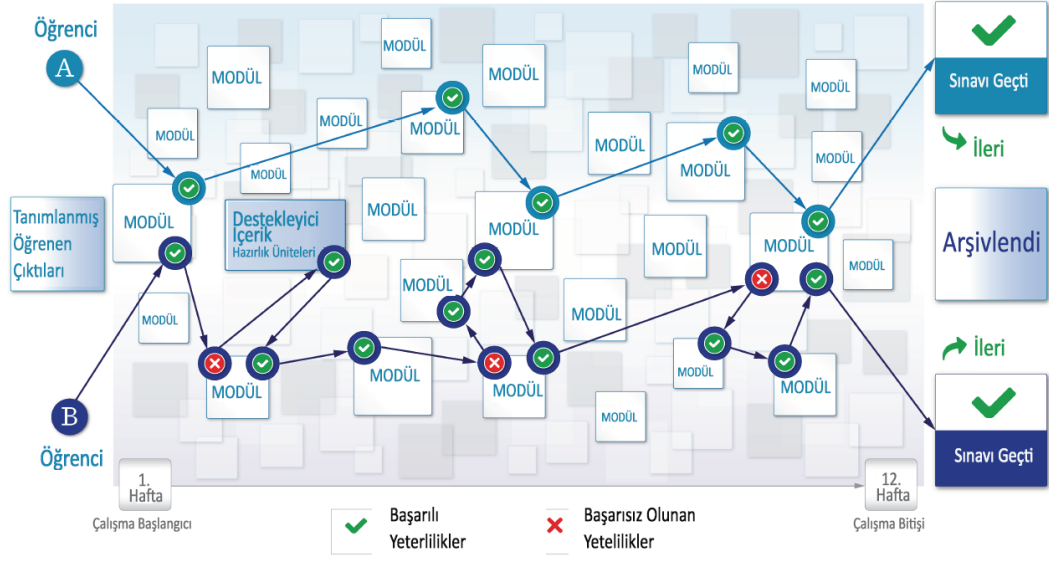 Öğrenci
A
Tanımlanmış
Öğrenen
Çıktıları
B
Öğrenci
MODÜL
MODÜL
MODÜL
MODÜL
MODÜL
MODÜL
MODÜL
MODÜL
MODÜL
MODÜL
MODÜL
MODÜL
MODÜL
MODÜL
Destekleyici
İçerik
Hazırlık Üniteleri
MODÜL
MODÜL
MODÜL
MODÜL
MODÜL
MODÜL
MODÜL
MODÜL
MODÜL
MODÜL
MODÜL
MODÜL
MODÜL
MODÜL
Sınavı Geçti
İleri
Arşivlendi
İleri
Sınavı Geçti
1.
Hafta
Çalışma Başlangıcı
12.
Hafta
Çalışma Bitişi
Başarılı
Yeterlilikler
Başarısız Olunan
Yetelilikler